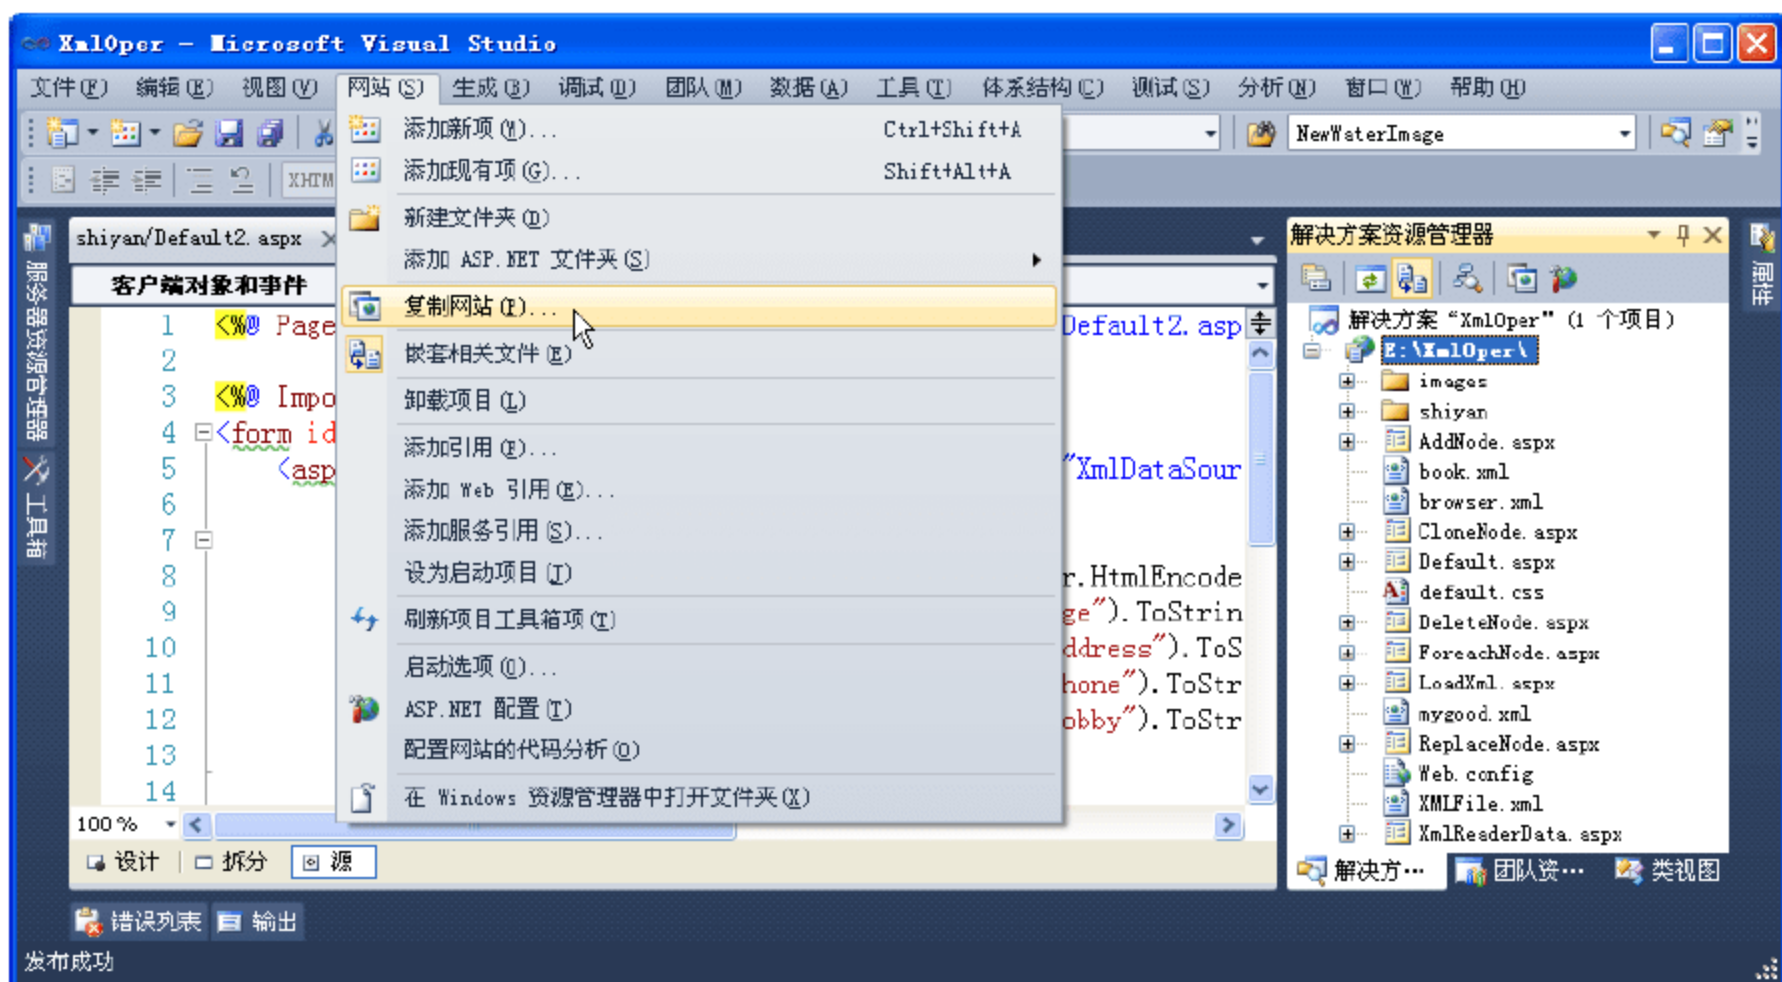 XmlOper - Microsoft Visual Studio
文件(F) 编辑(E) 视图(V) 网站(S) 生成(B) 调试(D) 团队(M) 数据(A) 工具(T) 体系结构(C) 测试(S) 分析(N) 窗口(W) 帮助(H)
NewWaterImage
XHTM
添加新项(W)... Ctrl+Shift+A
添加现有项(G)... Shift+Alt+A
新建文件夹(D)
添加 ASP.NET 文件夹(S)
复制网站(P)...
嵌套相关文件(E)
卸载项目(L)
添加引用(F)...
添加 Web 引用(E)...
添加服务引用(S)...
设为启动项目(J)
刷新项目工具箱项(T)
启动选项(O)...
ASP.NET 配置(T)
配置网站的代码分析(O)
在 Windows 资源管理器中打开文件夹(X)
服务器资源管理器
工具箱
shiyan/Default2.aspx
客户端对象和事件
1 <%@ Page Default2.asp
2
3 <%@ Impo
4 <form id
5 <asp "XmlDataSour
6
7
8 r.HtmlEncode
9 ge").ToStrin
10 ddress").ToS
11 hone").ToStr
12 obby").ToStr
13
14
100 %
设计 拆分 源
解决方案资源管理器
解决方案“XmlOper”(1 个项目)
E:\XmlOper\
images
shiyan
AddNode.aspx
book.xml
browser.xml
CloneNode.aspx
Default.aspx
default.css
DeleteNode.aspx
ForeachNode.aspx
LoadXml.aspx
mygood.xml
ReplaceNode.aspx
Web.config
XMLFile.xml
XmlReaderData.aspx
解决方… 团队资… 类视图
属性
错误列表 输出
发布成功